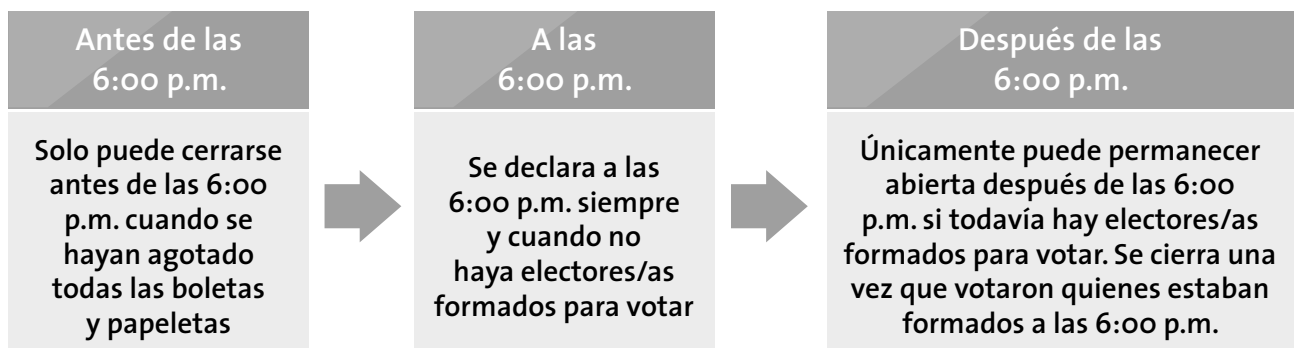 Antes de las
6:00 p.m.
Solo puede cerrarse
antes de las 6:00
p.m. cuando se
hayan agotado
todas las boletas
y papeletas
A las
6:00 p.m.
Se declara a las
6:00 p.m. siempre
y cuando no
haya electores/as
formados para votar
Después de las
6:00 p.m.
Únicamente puede permanecer
abierta después de las 6:00
p.m. si todavía hay electores/as
formados para votar. Se cierra una
vez que votaron quienes estaban
formados a las 6:00 p.m.